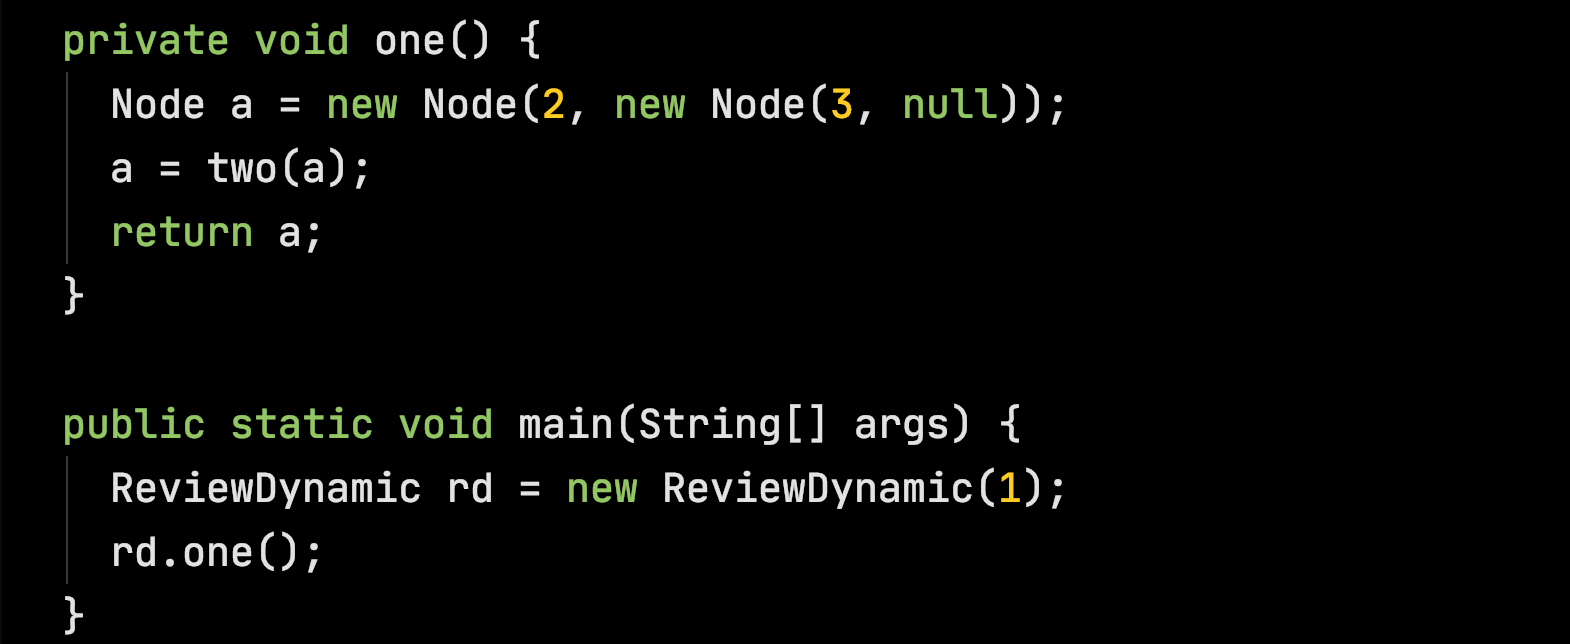 private void one() {
Node a = new Node(2, new Node(3, null));
a = two(a);
return a;
}
public static void main(String[] args) {
ReviewDynamic rd = new ReviewDynamic(1);
rd.one();
}